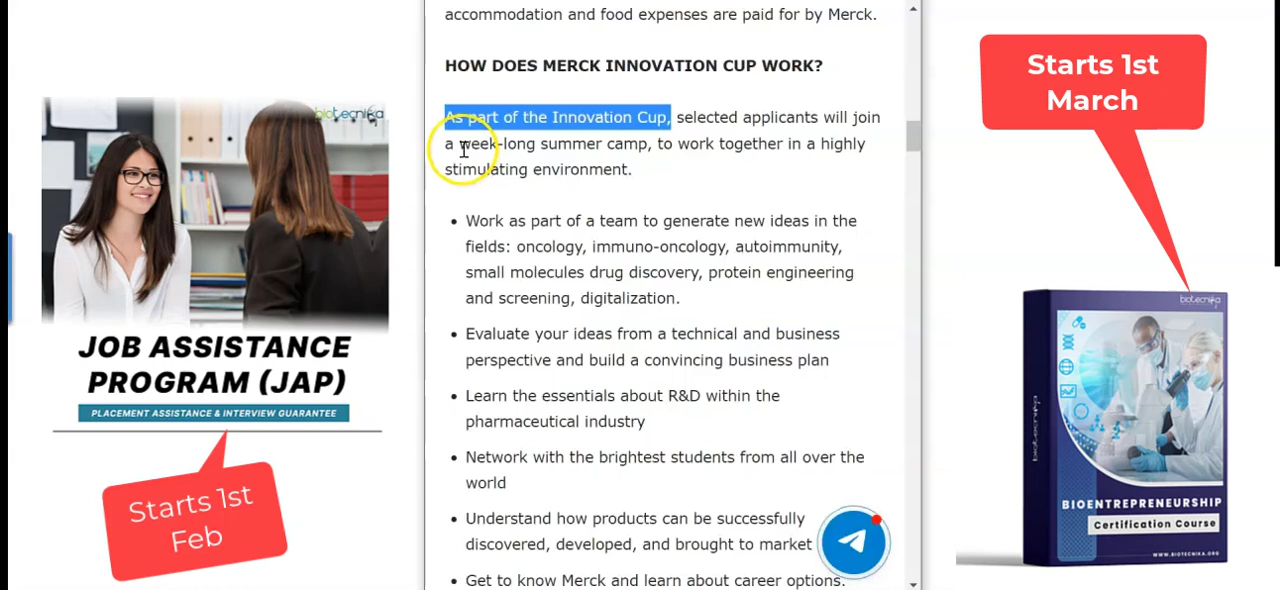 biotecnika
JOB ASSISTANCE
PROGRAM (JAP)
PLACEMENT ASSISTANCE & INTERVIEW GUARANTEE
Starts 1st
Feb
accommodation and food expenses are paid for by Merck.
HOW DOES MERCK INNOVATION CUP WORK?
As part of the Innovation Cup, selected applicants will join
a week-long summer camp, to work together in a highly
stimulating environment.
• Work as part of a team to generate new ideas in the
fields: oncology, immuno-oncology, autoimmunity,
small molecules drug discovery, protein engineering
and screening, digitalization.
• Evaluate your ideas from a technical and business
perspective and build a convincing business plan
• Learn the essentials about R&D within the
pharmaceutical industry
• Network with the brightest students from all over the
world
• Understand how products can be successfully
discovered, developed, and brought to market
• Get to know Merck and learn about career options.
Starts 1st
March
biotecnika
biotecnika
BIOENTREPRENEURSHIP
Certification Course
WWW.BIOTECNIKA.ORG